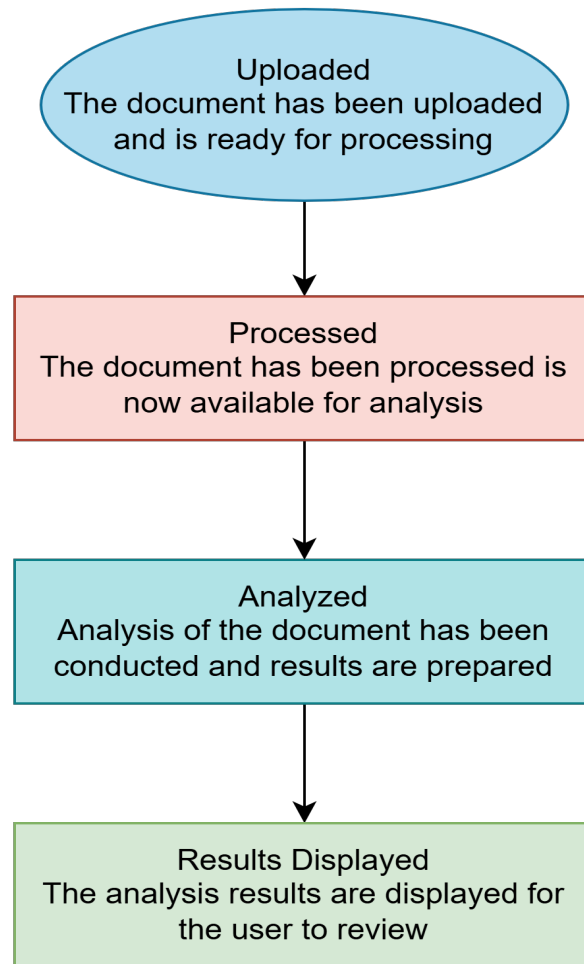 Uploaded
The document has been uploaded
and is ready for processing
Processed
The document has been processed is
now available for analysis
Analyzed
Analysis of the document has been
conducted and results are prepared
Results Displayed
The analysis results are displayed for
the user to review